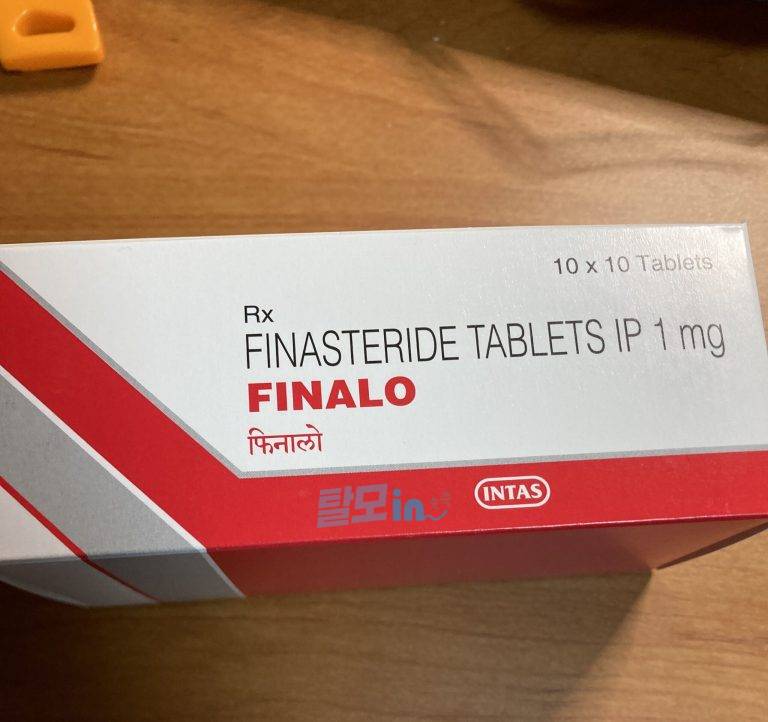 10 x 10 Tablets
Rx
FINASTERIDE TABLETS IP 1 mg
FINALO
फिनालो
INTAS
탈모in